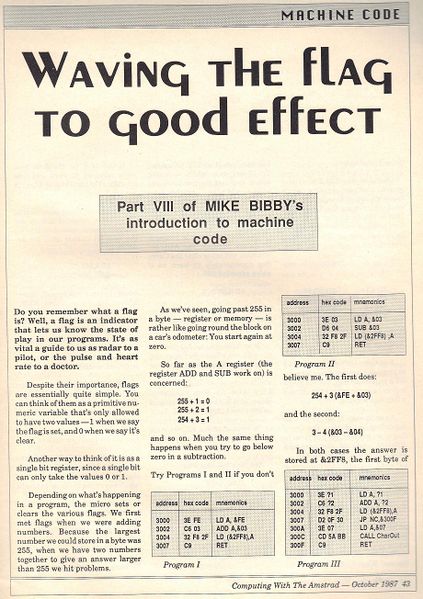 MACHINE CODE
WAViNG THE flAG
TO GOOD EFFECT
Part VIII of MIKE BIBBY's
introduction to machine
code
Do you remember what a flag
is? Well, a flag is an indicator
that lets us know the state of
play in our programs. It's as
vital a guide to us as radar to a
pilot, or the pulse and heart
rate to a doctor.
Despite their importance, flags
are essentially quite simple. You
can think of them as a primitive nu-
meric variable that's only allowed
to have two values — 1 when we say
the flag is set, and 0 when we say it's
clear.
Another way to think of it is as a
single bit register, since a single bit
can only take the values 0 or 1.
Depending on what's happening
in a program, the micro sets or
clears the various flags. We first
met flags when we were adding
numbers. Because the largest
number we could store in a byte was
255, when we have two numbers
together to give an answer larger
than 255 we hit problems.
As we've seen, going past 255 in
a byte — register or memory — is
rather like going round the block on
a car's odometer: You start again at
zero.
So far as the A register (the
register ADD and SUB work on) is
concerned:
255 + 1 = 0
255 + 2 = 1
254 + 3 = 1
and so on. Much the same thing
happens when you try to go below
zero in a subtraction.
Try Programs I and II if you don't
address hex code mnemonics
3000 3E FE LD A, &FE
3002 C6 03 ADD A,&03
3004 32 F8 2F LD (&2FF8),A
3007 C9 RET
Program I
address hex code mnemonics
3000 3E 03 LD A, &03
3002 D6 04 SUB &03
3004 32 F8 2F LD (&2FF8) ,A
3007 C9 RET
Program II
believe me. The first does:
254 + 3 (&FE + &03)
and the second:
3 – 4 (&03 – &04)
In both cases the answer is
stored at &2FF8, the first byte of
address hex code mnemonics
3000 3E ?1 LD A, ?1
3002 C6 ?2 ADD A, ?2
3004 32 F8 2F LD (&2FF8),A
3007 D2 0F 30 JP NC,&300F
300A 3E 07 LD A,&07
300C CD 5A BB CALL CharOut
300F C9 RET
Program III
Computing With The Amstrad — October 1987 43